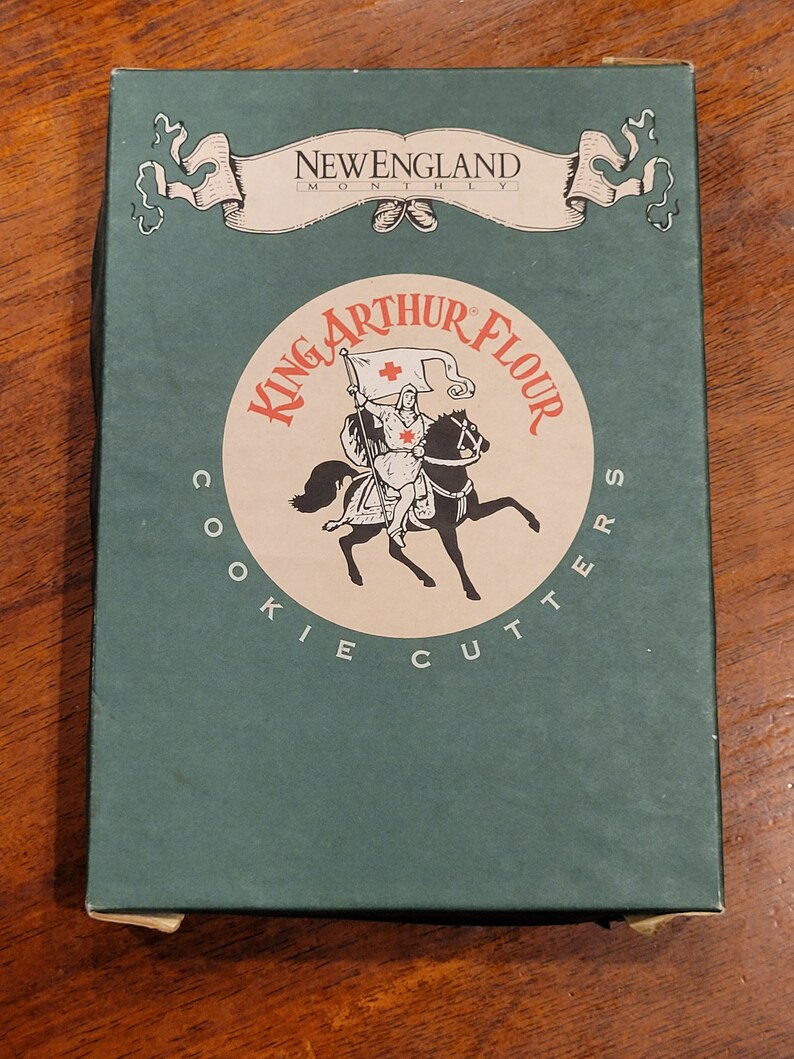 NEW ENGLAND
MONTHLY
KING ARTHUR® FLOUR
COOKIE CUTTERS